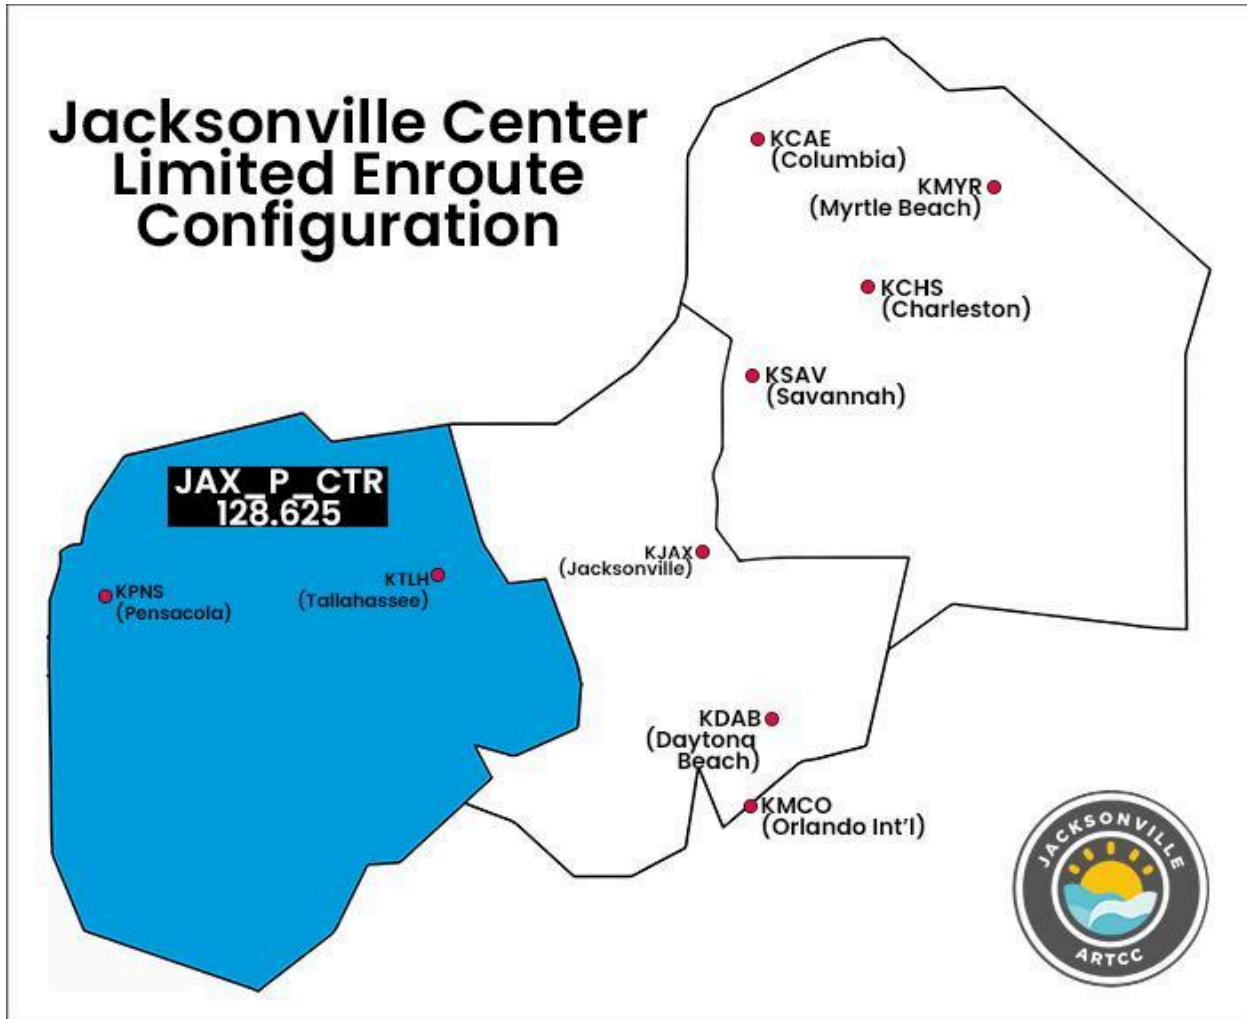 Jacksonville Center
Limited Enroute
Configuration
KCAE
(Columbia)
KMYR
(Myrtle Beach)
KCHS
(Charleston)
KSAV
(Savannah)
JAX_P_CTR
128.625
KJAX
(Jacksonville)
KTLH
(Tallahassee)
KPNS
(Pensacola)
KDAB
(Daytona
Beach)
KMCO
(Orlando Int'l)
JACKSONVILLE
ARTCC